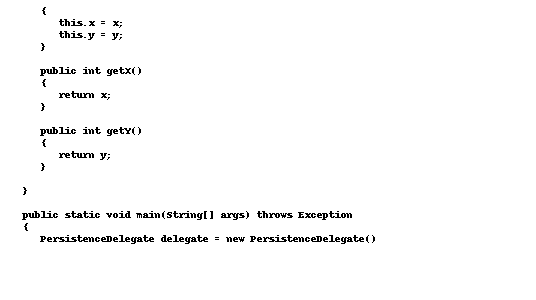 {
this.x = x;
this.y = y;
}
public int getX()
{
return x;
}
public int getY()
{
return y;
}
}
public static void main(String[] args) throws Exception
{
PersistenceDelegate delegate = new PersistenceDelegate()